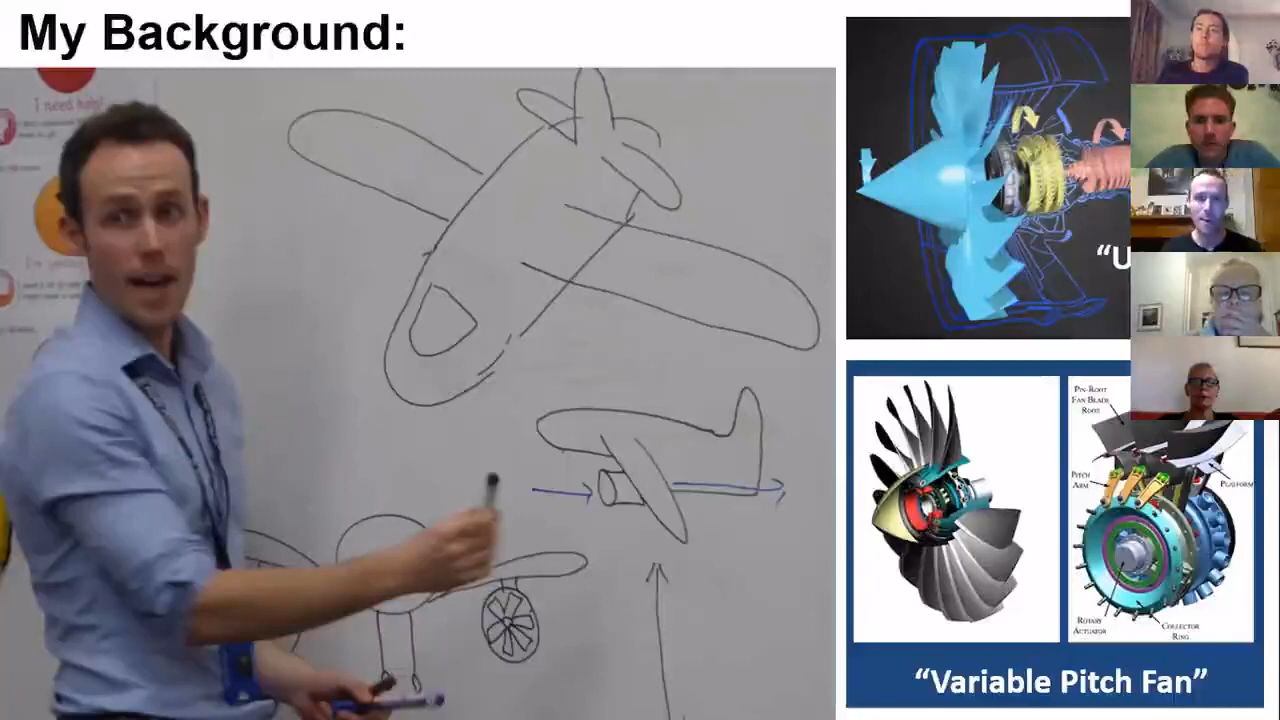 My Background:
I need help!
"U
PIN-ROOT
FAN BLADE
ROOT
PITCH
ARM
PLATFORM
ROTARY
ACTUATOR
COLLECTOR
RING
“Variable Pitch Fan”